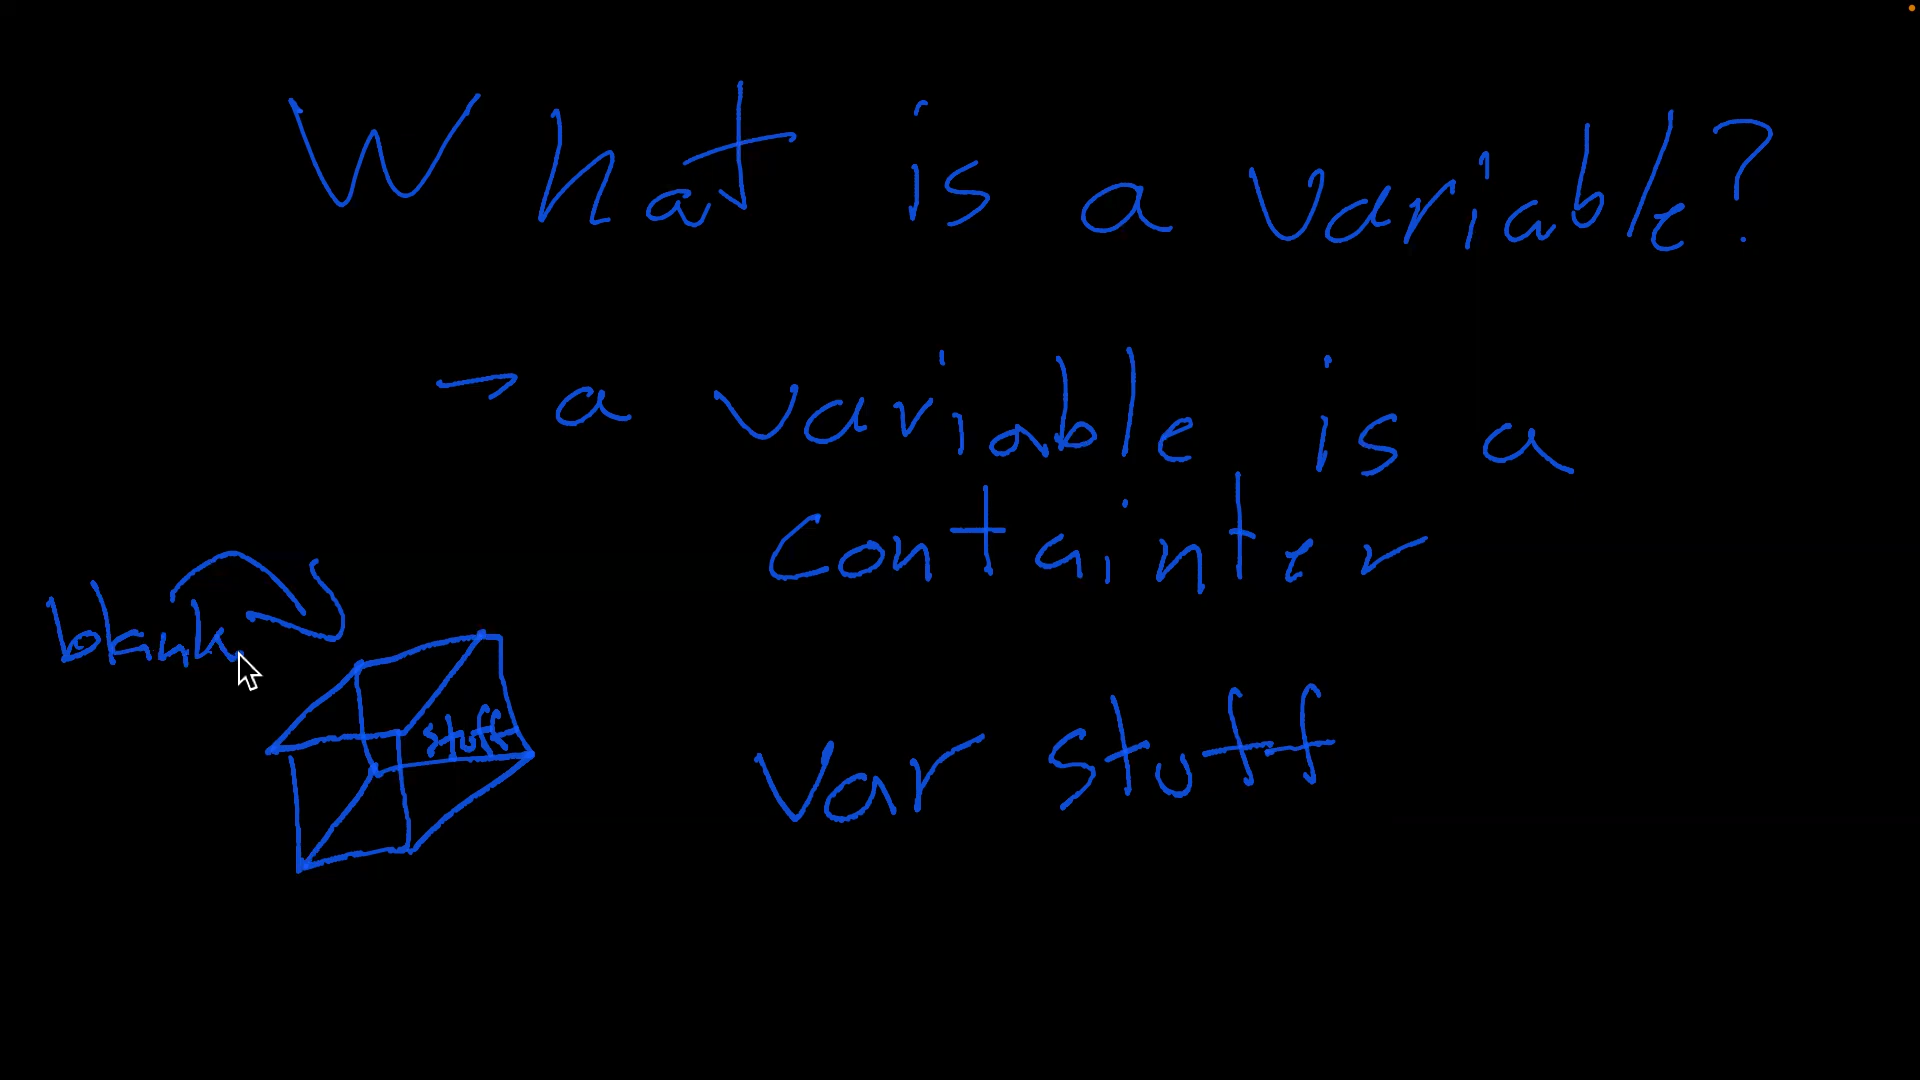 What is a variable?
→ a variable is a
containter
blank
stuff
var stuff